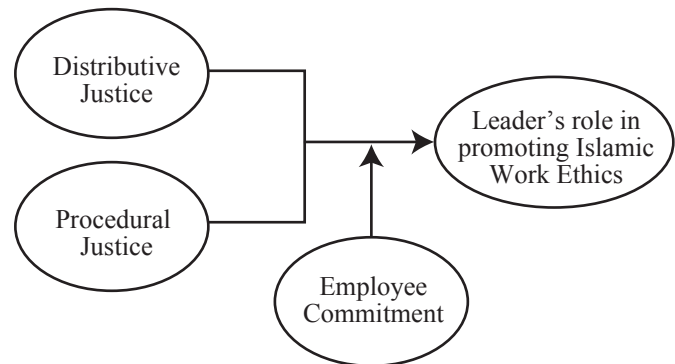 Distributive
Justice
Leader’s role in
promoting Islamic
Work Ethics
Procedural
Justice
Employee
Commitment